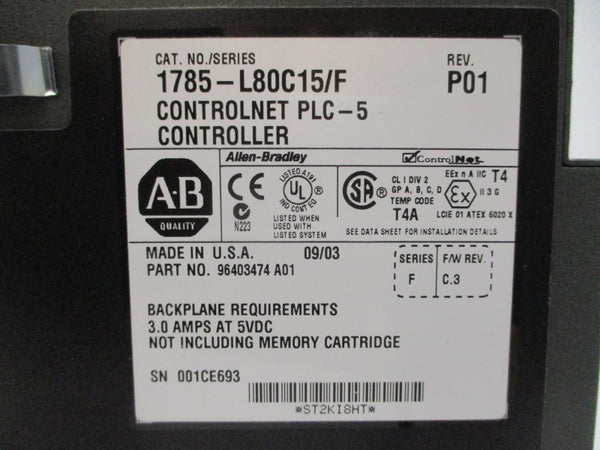 CAT. NO./SERIES REV.
1785-L80C15/F P01
CONTROLNET PLC-5
CONTROLLER
Allen-Bradley ControlNet
A-B
QUALITY
CE
N223
LISTED A197
UL
IND CONT EQ
LISTED WHEN
USED WITH
LISTED SYSTEM
SA ®
CL I DIV 2
GP A, B, C, D
TEMP CODE
T4A
EEx n A IIC T4
Ex II 3 G
LCIE 01 ATEX 6020 X
SEE DATA SHEET FOR INSTALLATION DETAILS
MADE IN U.S.A. 09/03
PART NO. 96403474 A01
SERIES F/W REV.
F C.3
BACKPLANE REQUIREMENTS
3.0 AMPS AT 5VDC
NOT INCLUDING MEMORY CARTRIDGE
SN 001CE693
*ST2KI8HT*